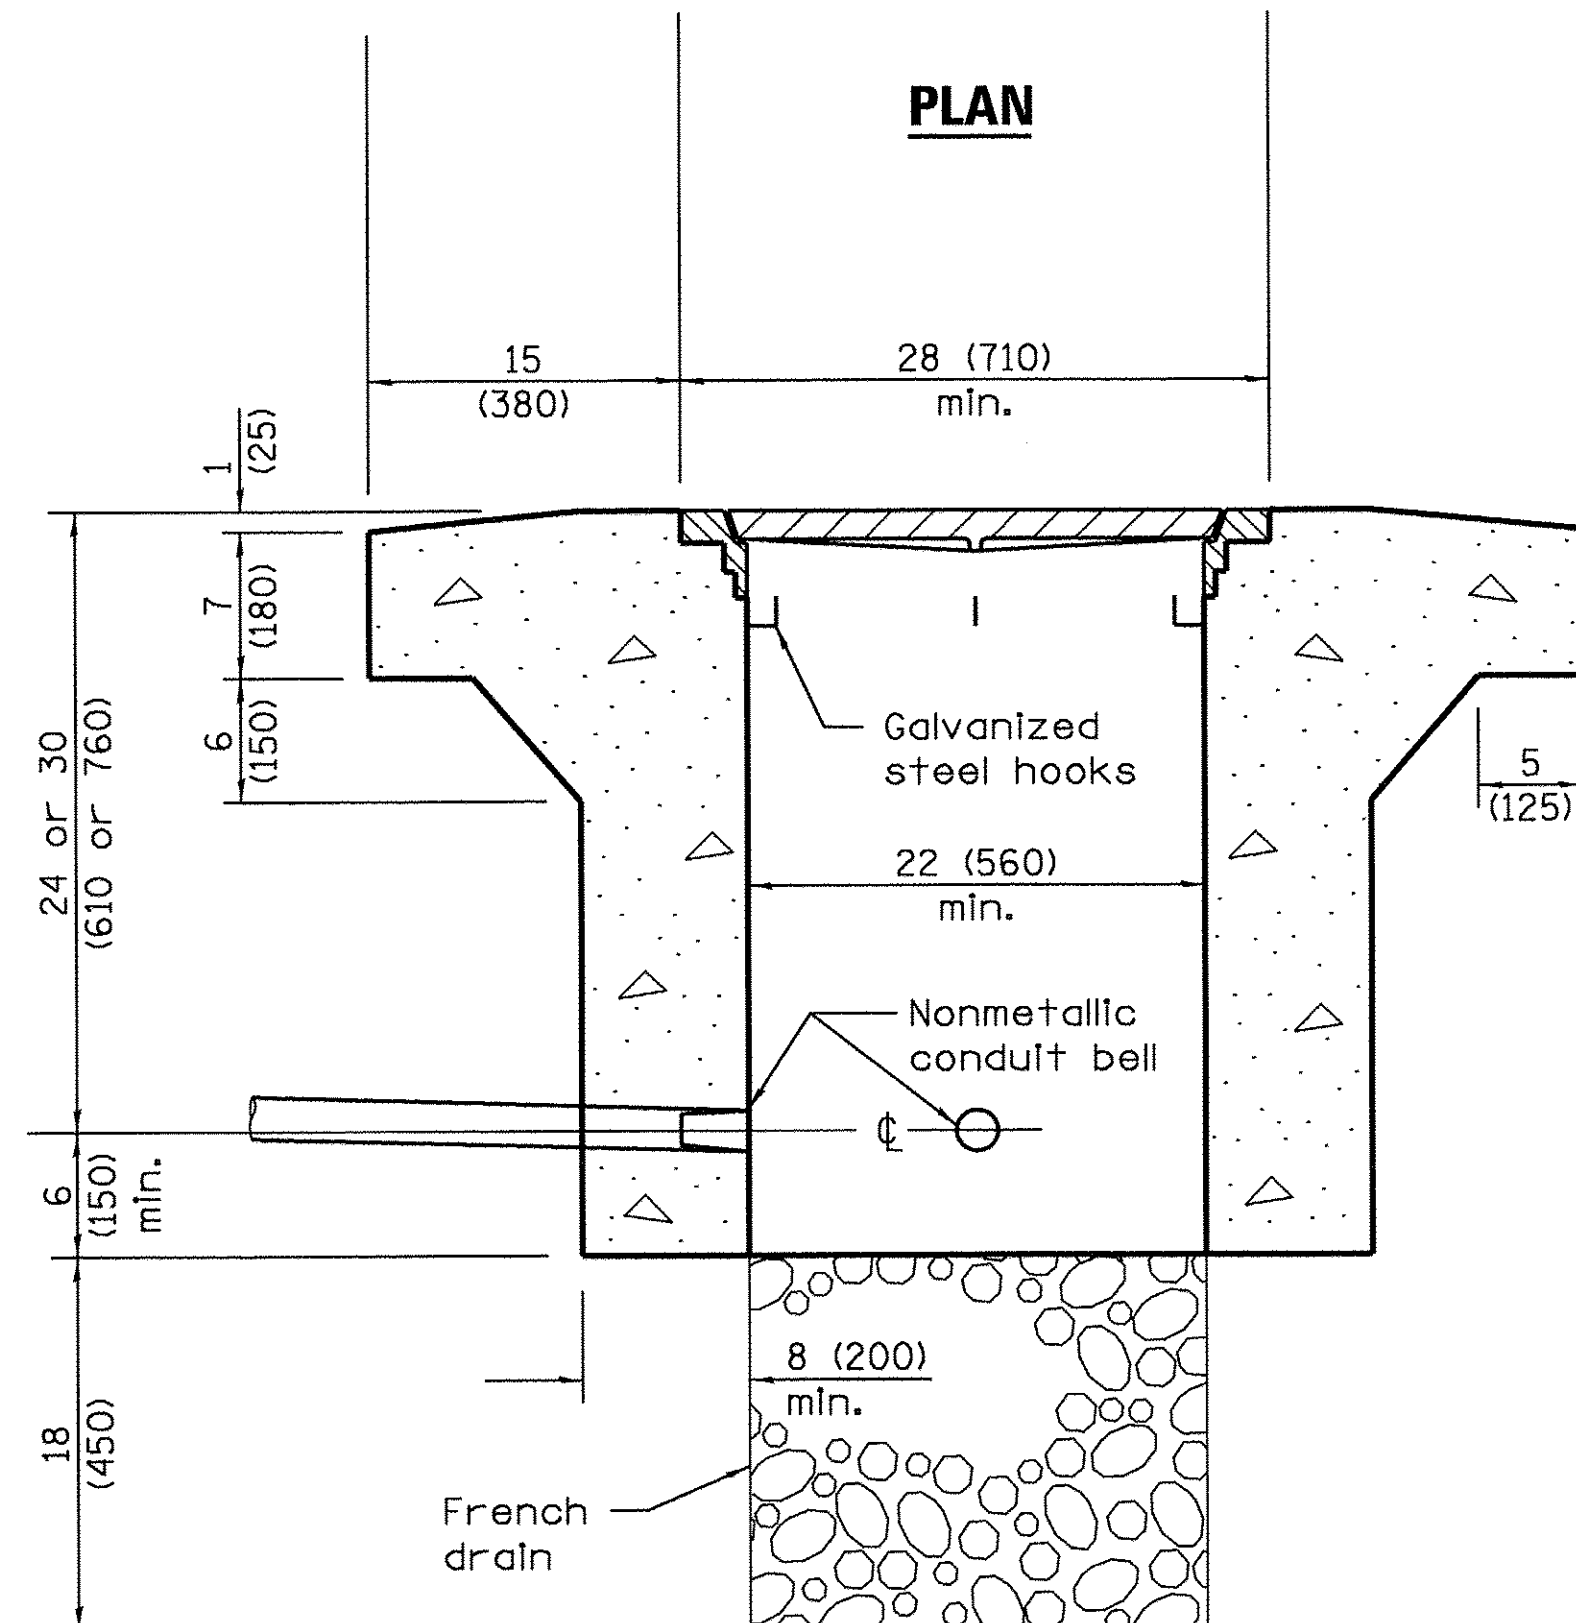 PLAN
15
(380)
28 (710)
min.
1
(25)
7
(180)
6
(150)
24 or 30
(610 or 760)
Galvanized
steel hooks
5
(125)
22 (560)
min.
Nonmetallic
conduit bell
℄
6
(150)
min.
8 (200)
min.
18
(450)
French
drain